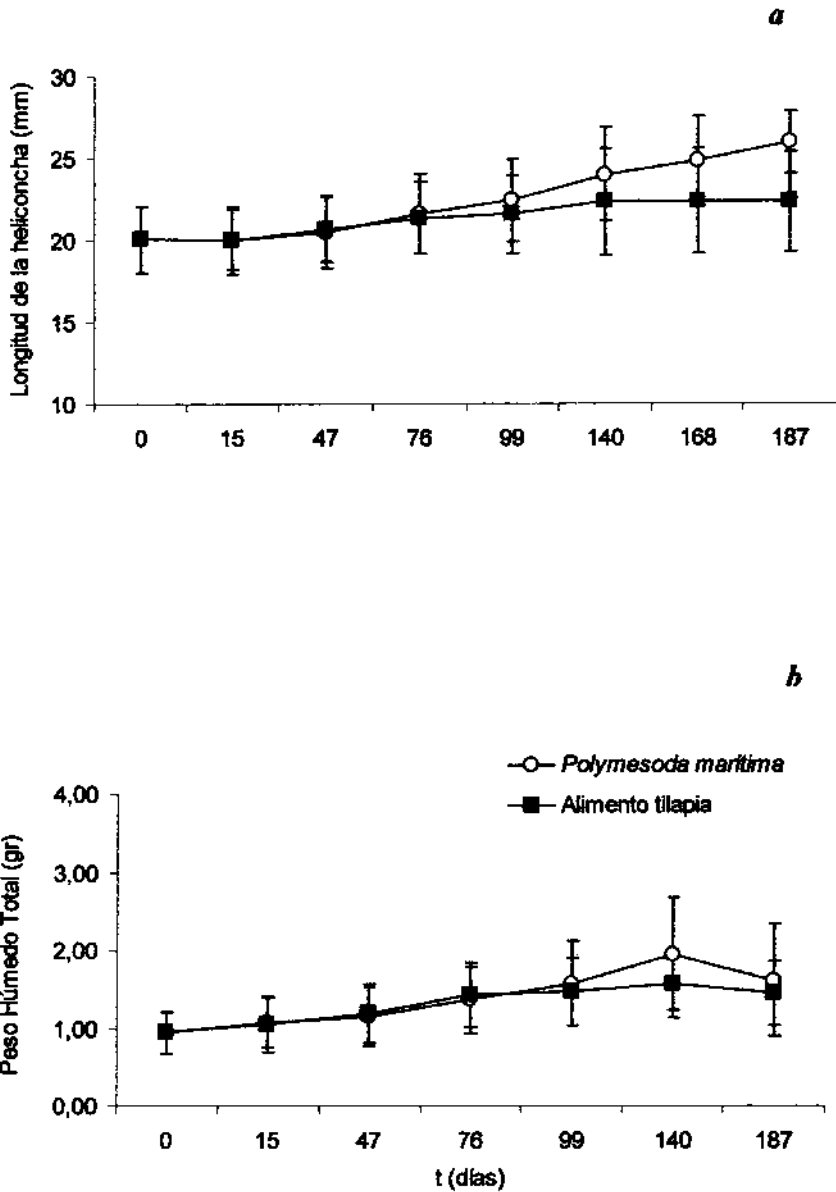 a
Longitud de la heliconcha (mm)
30
25
20
15
10
0 15 47 76 99 140 168 187
b
Polymesoda marítima
Alimento tilapia
Peso Húmedo Total (gr)
4,00
3,00
2,00
1,00
0,00
0 15 47 76 99 140 187
t (días)